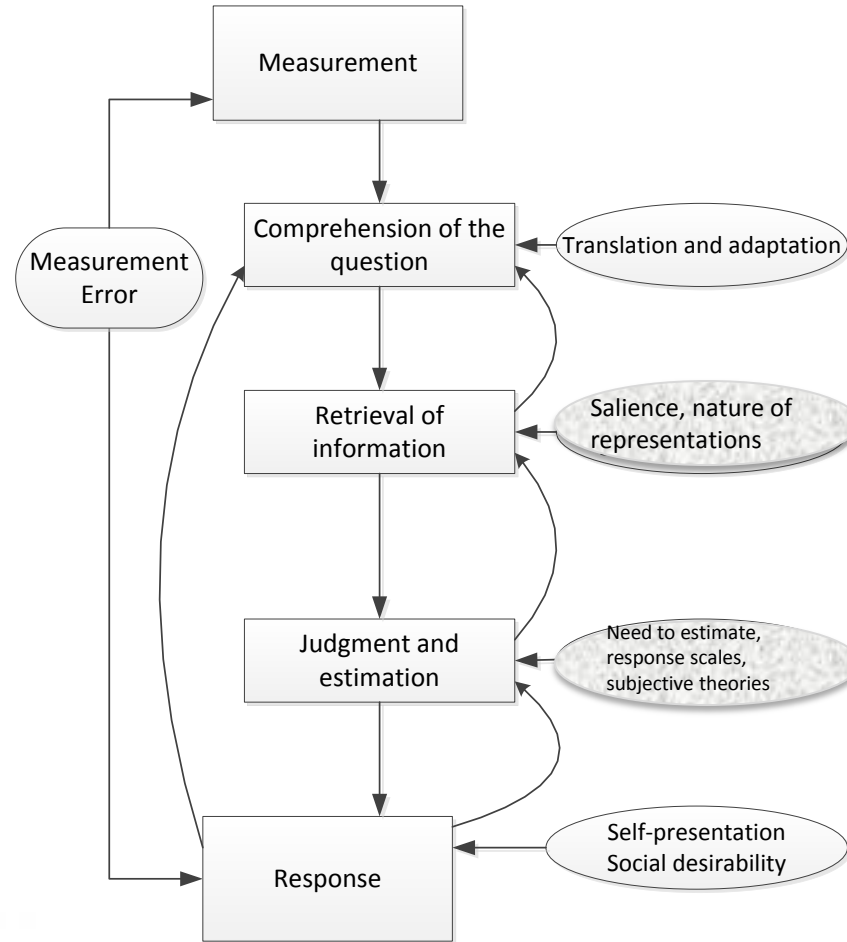 Measurement
Comprehension of the
question
Translation and adaptation
Measurement
Error
Retrieval of
information
Salience, nature of
representations
Judgment and
estimation
Need to estimate,
response scales,
subjective theories
Response
Self-presentation
Social desirability